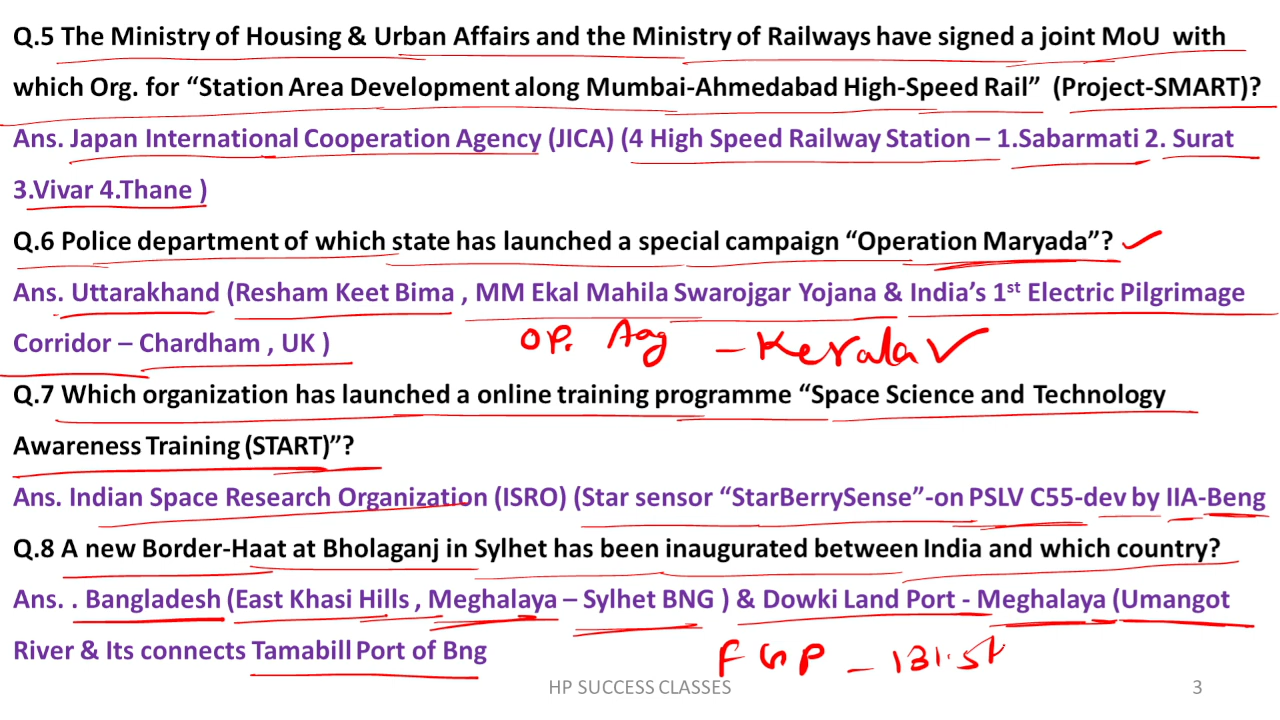 Q.5 The Ministry of Housing & Urban Affairs and the Ministry of Railways have signed a joint MoU with
which Org. for “Station Area Development along Mumbai-Ahmedabad High-Speed Rail” (Project-SMART)?
Ans. Japan International Cooperation Agency (JICA) (4 High Speed Railway Station – 1.Sabarmati 2. Surat
3.Vivar 4.Thane )
Q.6 Police department of which state has launched a special campaign “Operation Maryada”?
Ans. Uttarakhand (Resham Keet Bima , MM Ekal Mahila Swarojgar Yojana & India’s 1st Electric Pilgrimage
Corridor – Chardham , UK )
OP. Aag – Kerala
Q.7 Which organization has launched a online training programme “Space Science and Technology
Awareness Training (START)”?
Ans. Indian Space Research Organization (ISRO) (Star sensor “StarBerrySense”-on PSLV C55-dev by IIA-Beng
Q.8 A new Border-Haat at Bholaganj in Sylhet has been inaugurated between India and which country?
Ans. . Bangladesh (East Khasi Hills , Meghalaya – Sylhet BNG ) & Dowki Land Port - Meghalaya (Umangot
River & Its connects Tamabill Port of Bng
HP SUCCESS CLASSES
3